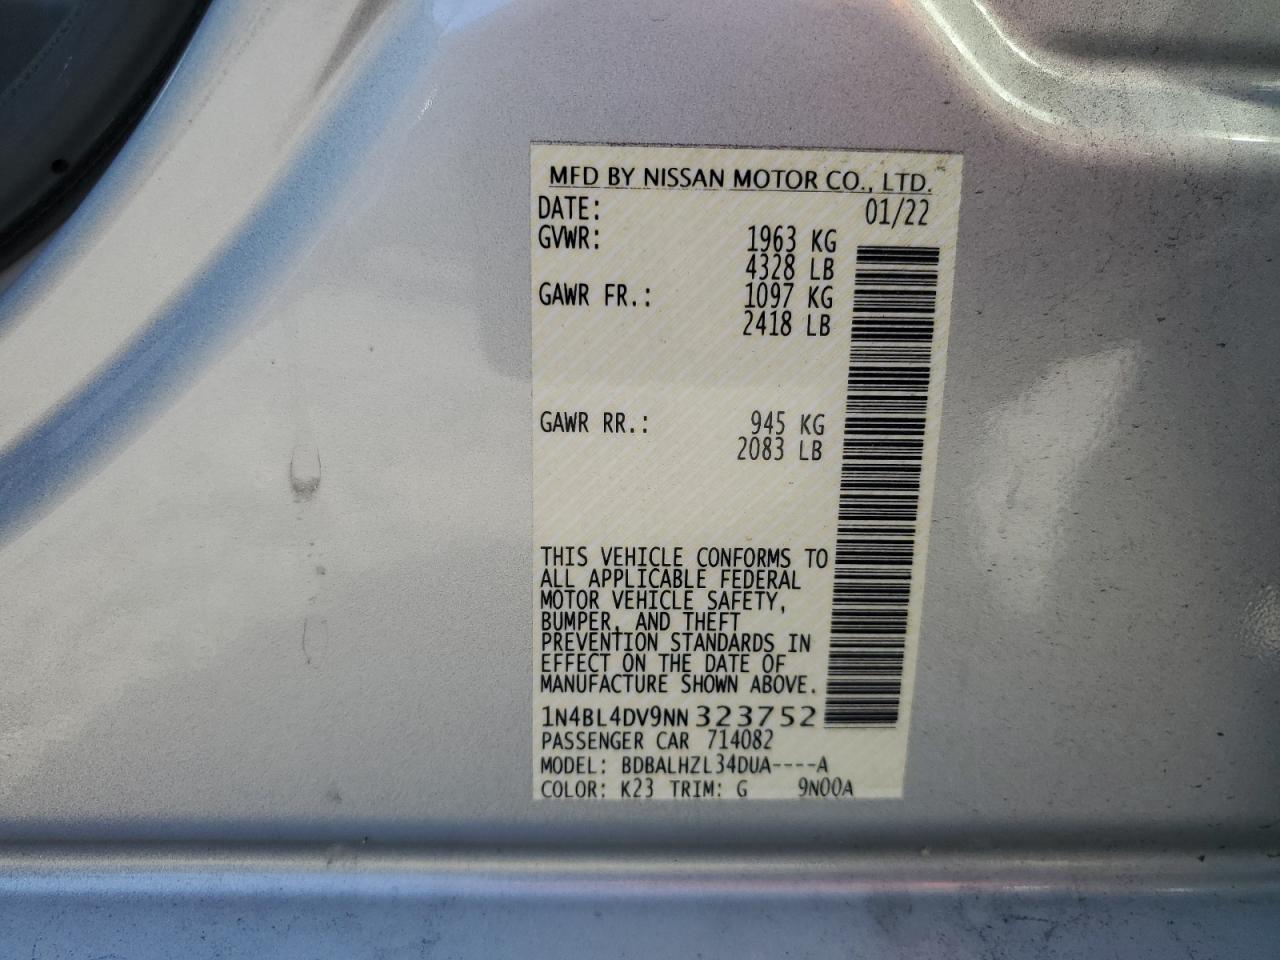 MFD BY NISSAN MOTOR CO., LTD.
DATE: 01/22
GVWR: 1963 KG
4328 LB
GAWR FR.: 1097 KG
2418 LB
GAWR RR.: 945 KG
2083 LB
THIS VEHICLE CONFORMS TO
ALL APPLICABLE FEDERAL
MOTOR VEHICLE SAFETY,
BUMPER, AND THEFT
PREVENTION STANDARDS IN
EFFECT ON THE DATE OF
MANUFACTURE SHOWN ABOVE.
1N4BL4DV9NN323752
PASSENGER CAR 714082
MODEL: BDBALHZL34DUA----A
COLOR: K23 TRIM: G 9N00A